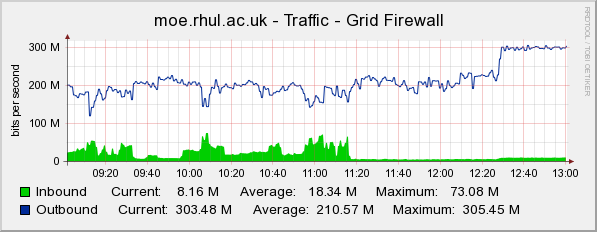 moe.rhul.ac.uk - Traffic - Grid Firewall
RRDTOOL / TOBI OETIKER
bits per second
300 M
200 M
100 M
0
09:20 09:40 10:00 10:20 10:40 11:00 11:20 11:40 12:00 12:20 12:40 13:00
Inbound Current: 8.16 M Average: 18.34 M Maximum: 73.08 M
Outbound Current: 303.48 M Average: 210.57 M Maximum: 305.45 M